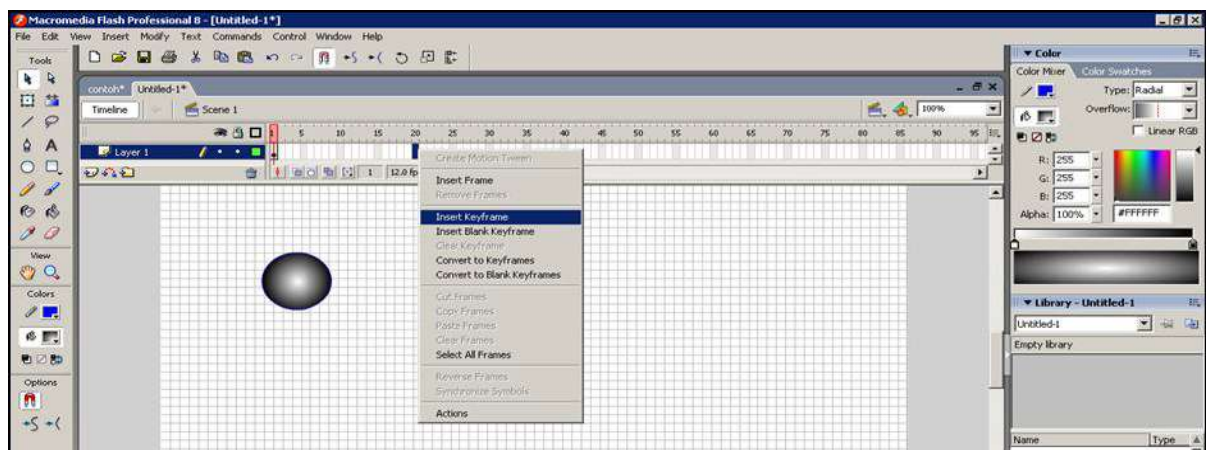 Macromedia Flash Professional 8 - [Untitled-1*]
File Edit View Insert Modify Text Commands Control Window Help
Tools
View
Colors
Options
contoh* Untitled-1*
Timeline Scene 1 100%
1 5 10 15 20 25 30 35 40 45 50 55 60 65 70 75 80 85 90 95
Layer 1
1 12.0 fp
Create Motion Tween
Insert Frame
Remove Frames
Insert Keyframe
Insert Blank Keyframe
Clear Keyframe
Convert to Keyframes
Convert to Blank Keyframes
Cut Frames
Copy Frames
Paste Frames
Clear Frames
Select All Frames
Reverse Frames
Synchronize Symbols
Actions
Color
Color Mixer Color Swatches
Type: Radial
Overflow:
Linear RGB
R: 255
G: 255
B: 255
Alpha: 100% #FFFFFF
Library - Untitled-1
Untitled-1
Empty library
Name Type